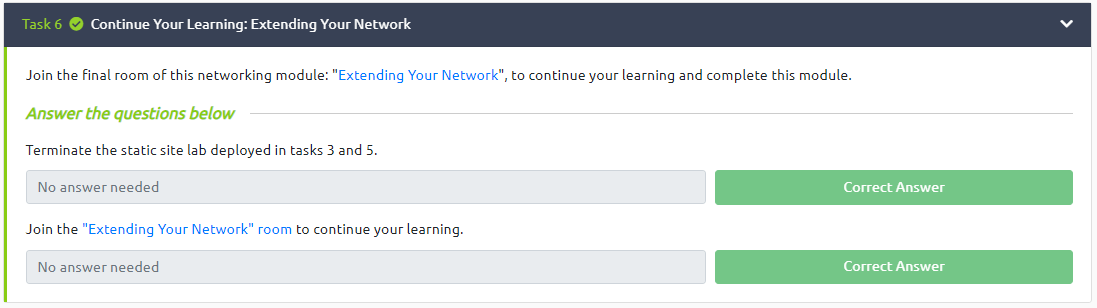 Task 6 Continue Your Learning: Extending Your Network
Join the final room of this networking module: "Extending Your Network", to continue your learning and complete this module.
Answer the questions below
Terminate the static site lab deployed in tasks 3 and 5.
No answer needed
Correct Answer
Join the "Extending Your Network" room to continue your learning.
No answer needed
Correct Answer